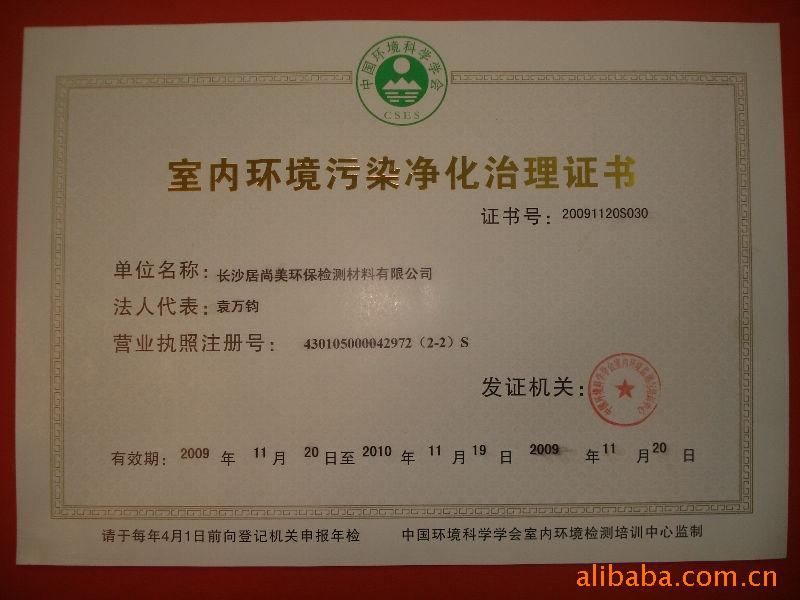 中国环境科学学会
CSES
室内环境污染净化治理证书
证书号：20091120S030
单位名称：长沙居尚美环保检测材料有限公司
法人代表：袁万钧
营业执照注册号：430105000042972（2-2）S
发证机关：
有效期：2009 年 11 月 20 日至 2010 年 11 月 19 日 2009 年 11 月 20 日
请于每年4月1日前向登记机关申报年检 中国环境科学学会室内环境检测培训中心监制
alibaba.com.cn